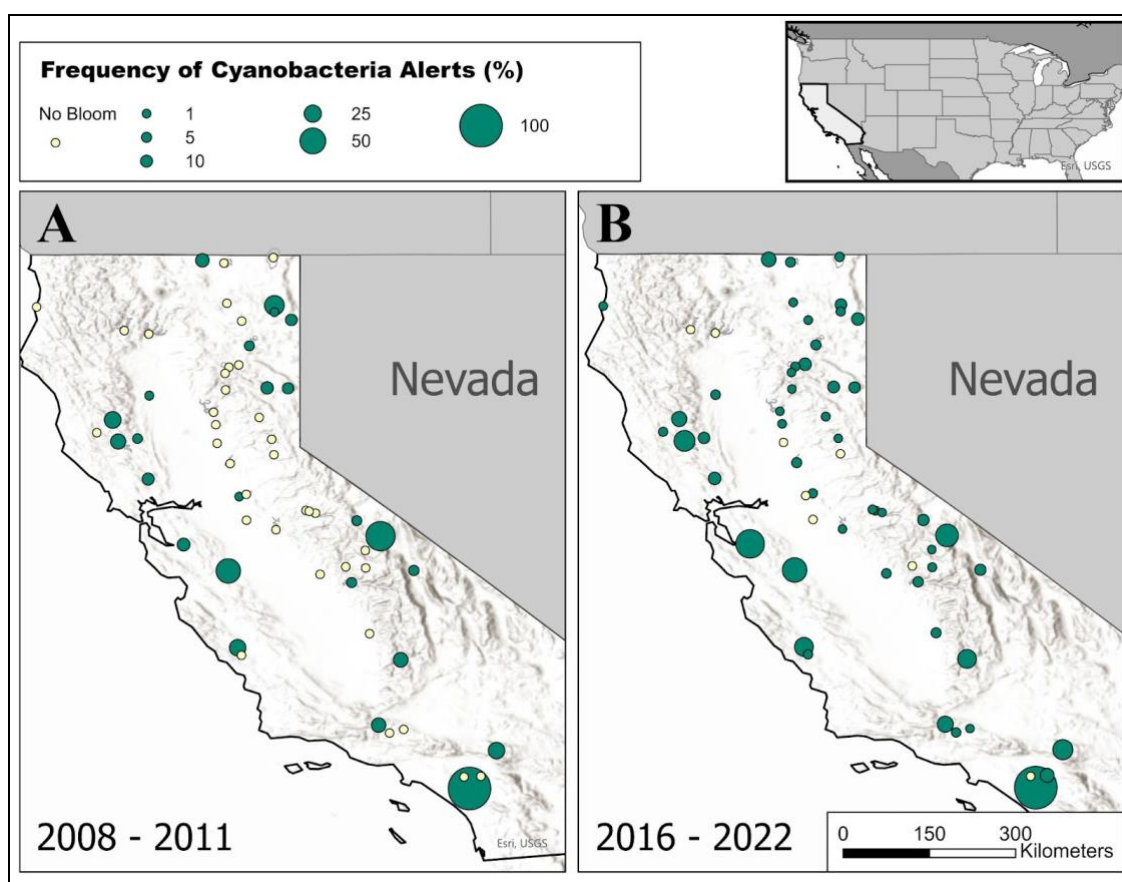 Frequency of Cyanobacteria Alerts (%)
No Bloom
1
5
10
25
50
100
Esri, USGS
A
Nevada
2008 - 2011
Esri, USGS
B
Nevada
2016 - 2022
0 150 300
Kilometers